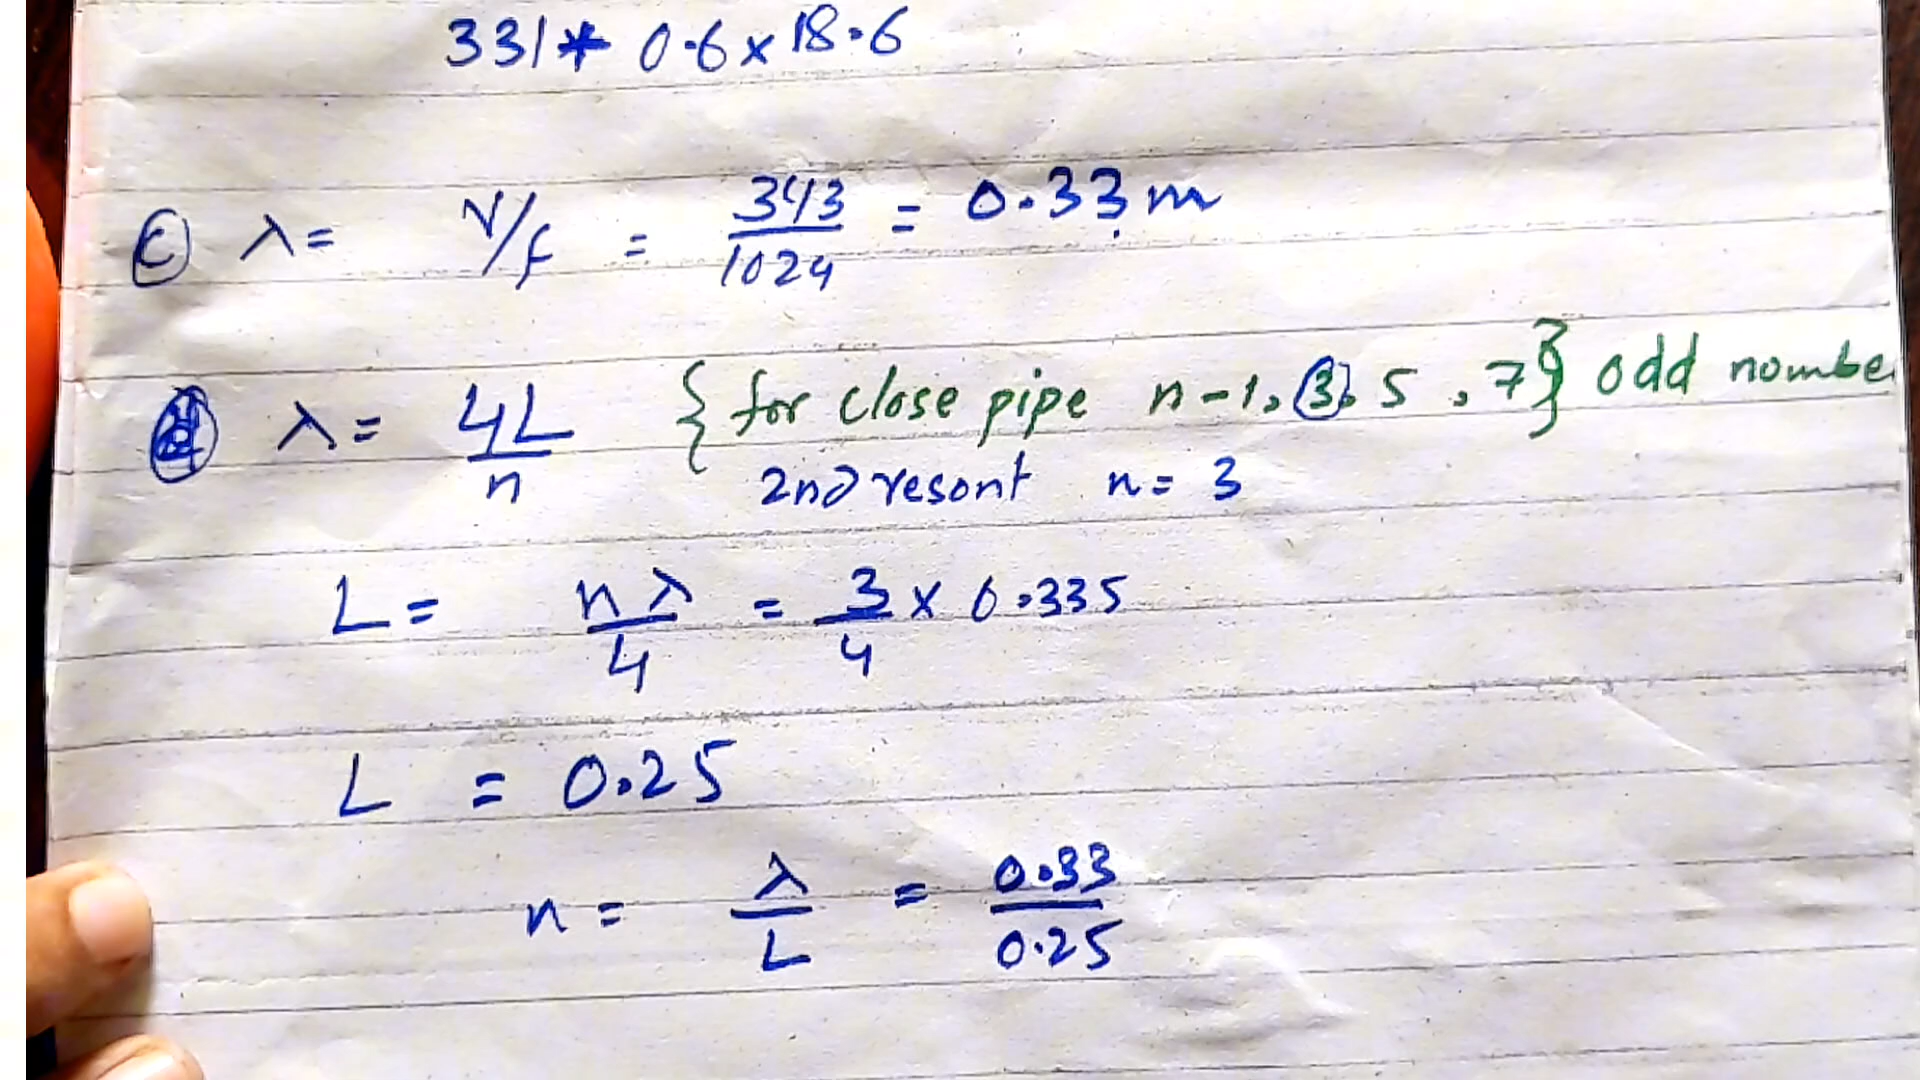 331* 0.6 x 18.6
(c) λ = v/f = 343/1024 = 0.33 m
(d) λ = 4L/n { for close pipe n - 1, 3, 5, 7 } odd nombe
2nd resont n = 3
L = nλ/4 = 3/4 x 0.335
L = 0.25
n = λ/L = 0.33/0.25